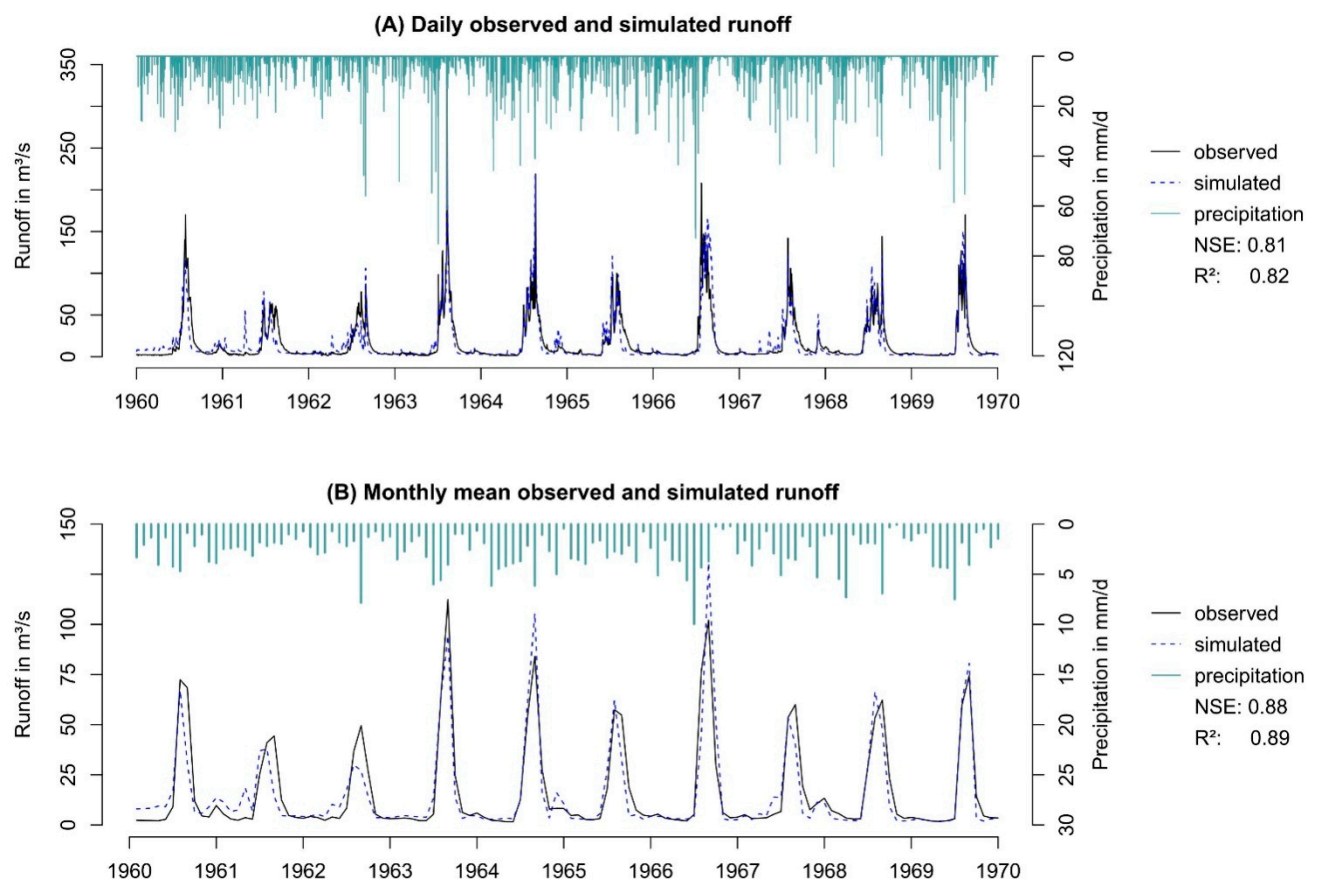 (A) Daily observed and simulated runoff
Runoff in m³/s
350
250
150
50
0
0
20
40
60
80
120
Precipitation in mm/d
1960 1961 1962 1963 1964 1965 1966 1967 1968 1969 1970
observed
simulated
precipitation
NSE: 0.81
R²: 0.82
(B) Monthly mean observed and simulated runoff
Runoff in m³/s
150
100
75
50
25
0
0
5
10
15
20
25
30
Precipitation in mm/d
1960 1961 1962 1963 1964 1965 1966 1967 1968 1969 1970
observed
simulated
precipitation
NSE: 0.88
R²: 0.89